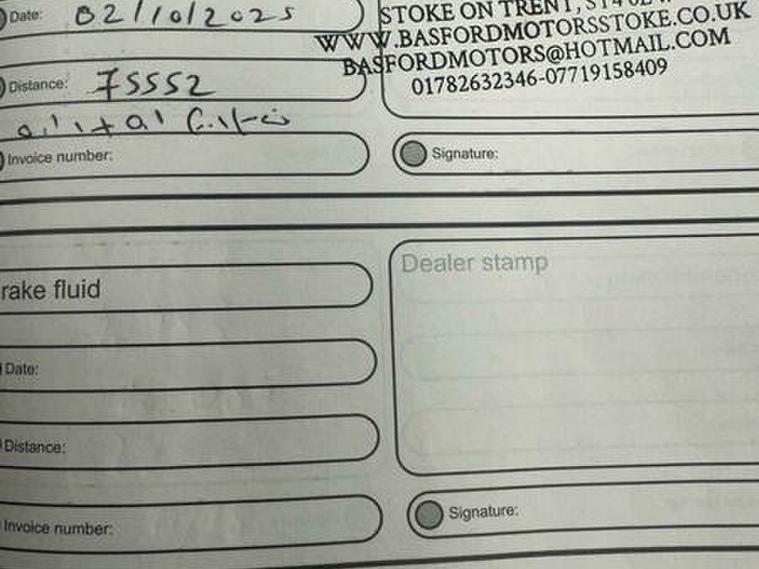 Date: 02/10/2025
STOKE ON TRENT, ST4
WWW.BASFORDMOTORSSTOKE.CO.UK
BASFORDMOTORS@HOTMAIL.COM
01782632346-07719158409
Distance: 75552
Invoice number:
Signature:
rake fluid
Dealer stamp
Date:
Distance:
Invoice number:
Signature: